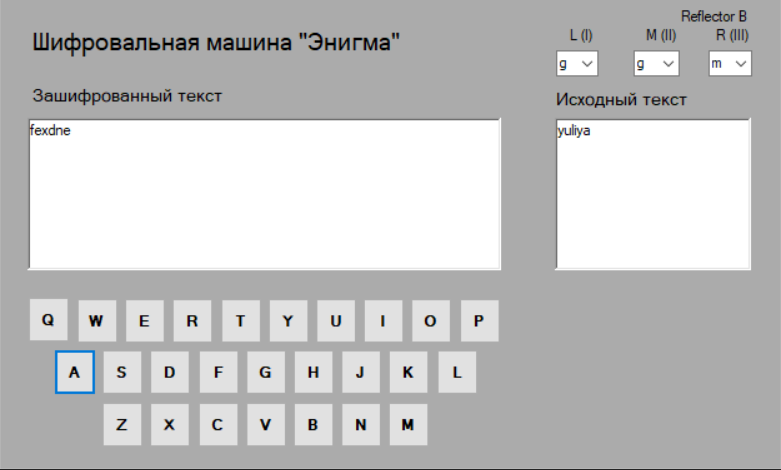 Reflector B
Шифровальная машина "Энигма"
L (I) M (II) R (III)
g g m
Зашифрованный текст
Исходный текст
fexdne
yuliya
Q W E R T Y U I O P
A S D F G H J K L
Z X C V B N M